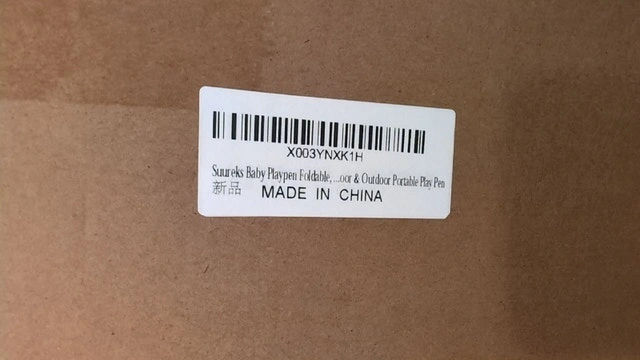 X003YNXK1H
Suureks Baby Playpen Foldable, ...oor & Outdoor Portable Play Pen
新品 MADE IN CHINA